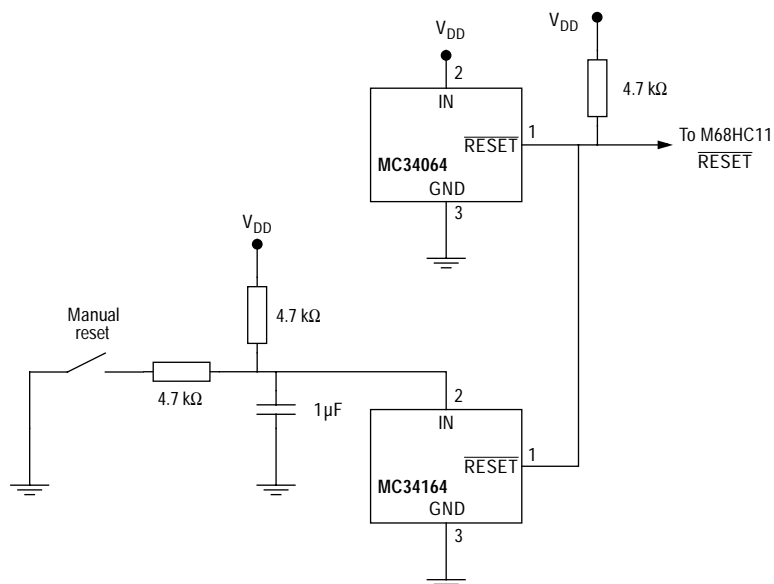 V_DD
V_DD
2
IN
4.7 kΩ
1
RESET
To M68HC11
RESET
MC34064
GND
3
V_DD
Manual
reset
4.7 kΩ
4.7 kΩ
1µF
2
IN
1
RESET
MC34164
GND
3